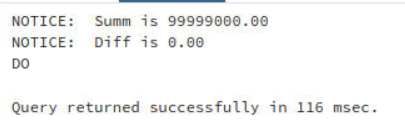 NOTICE:  Summ is 99999000.00
NOTICE:  Diff is 0.00
DO
Query returned successfully in 116 msec.